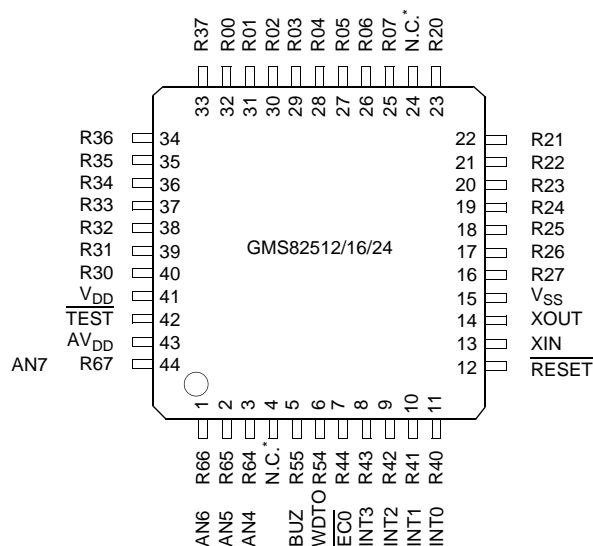 R37 R00 R01 R02 R03 R04 R05 R06 R07 N.C.* R20
33 32 31 30 29 28 27 26 25 24 23
R36 34 22 R21
R35 35 21 R22
R34 36 20 R23
R33 37 19 R24
R32 38 18 R25
R31 39 GMS82512/16/24 17 R26
R30 40 16 R27
VDD 41 15 VSS
TEST 42 14 XOUT
AVDD 43 13 XIN
AN7 R67 44 12 RESET
1 2 3 4 5 6 7 8 9 10 11
R66 R65 R64 N.C.* R55 R54 R44 R43 R42 R41 R40
AN6 AN5 AN4 BUZ WDTO EC0 INT3 INT2 INT1 INT0